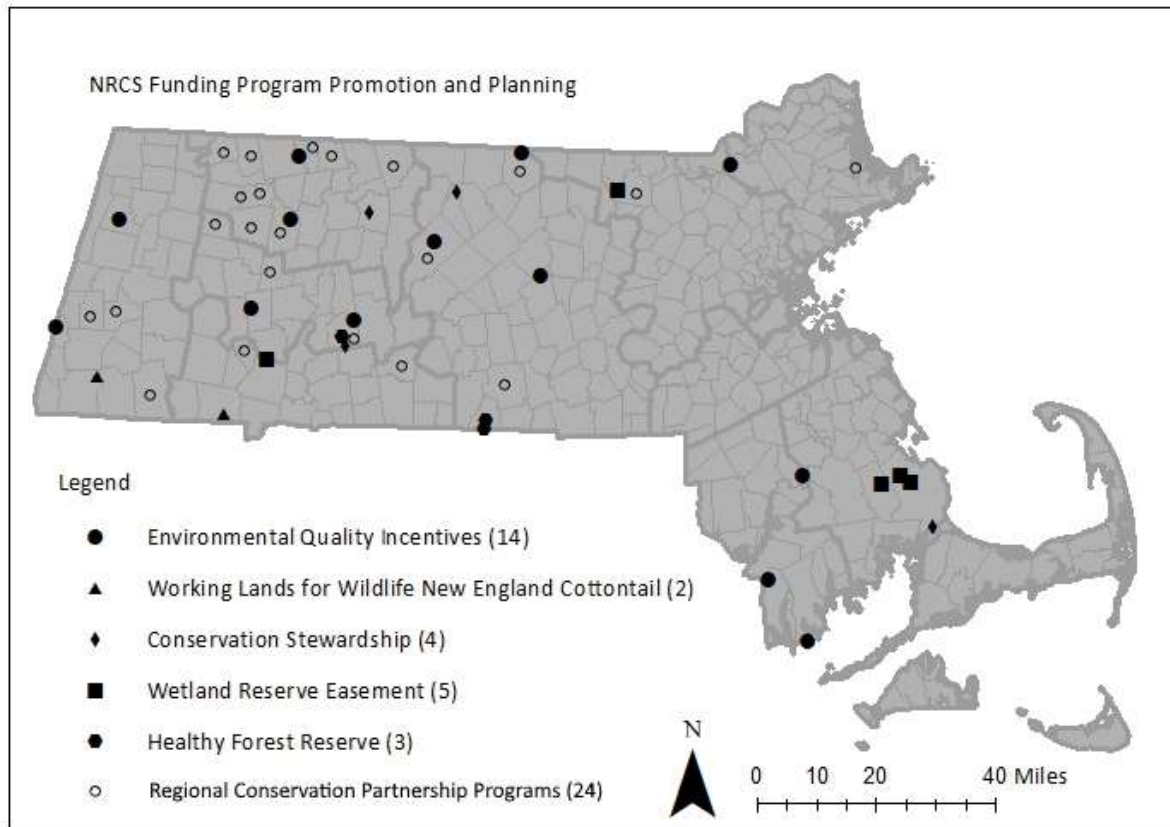 NRCS Funding Program Promotion and Planning
Legend
Environmental Quality Incentives (14)
Working Lands for Wildlife New England Cottontail (2)
Conservation Stewardship (4)
Wetland Reserve Easement (5)
Healthy Forest Reserve (3)
Regional Conservation Partnership Programs (24)
N
0 10 20 40 Miles